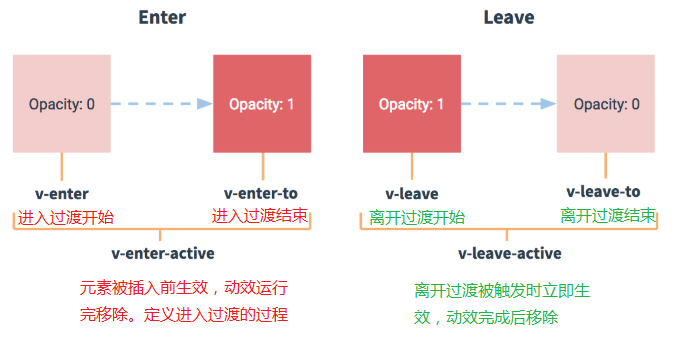 Enter
Leave
Opacity: 0
Opacity: 1
Opacity: 1
Opacity: 0
v-enter
v-enter-to
v-leave
v-leave-to
进入过渡开始
进入过渡结束
离开过渡开始
离开过渡结束
v-enter-active
v-leave-active
元素被插入前生效，动效运行
完移除。定义进入过渡的过程
离开过渡被触发时立即生
效，动效完成后移除